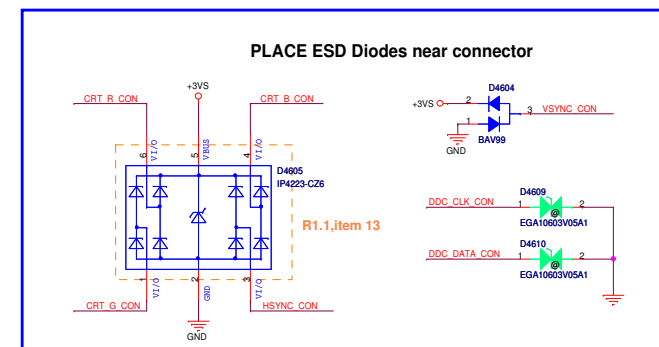 PLACE ESD Diodes near connector
CRT_R_CON
+3VS
CRT_B_CON
6
5
4
VI/O
VBUS
VI/O
D4605
IP4223-CZ6
R1.1,item 13
1
2
3
VI/O
GND
VI/O
CRT_G_CON
HSYNC_CON
GND
D4604
+3VS
2
3
VSYNC_CON
1
BAV99
GND
D4609
DDC_CLK_CON
1
2
@
EGA10603V05A1
D4610
DDC_DATA_CON
1
2
@
EGA10603V05A1